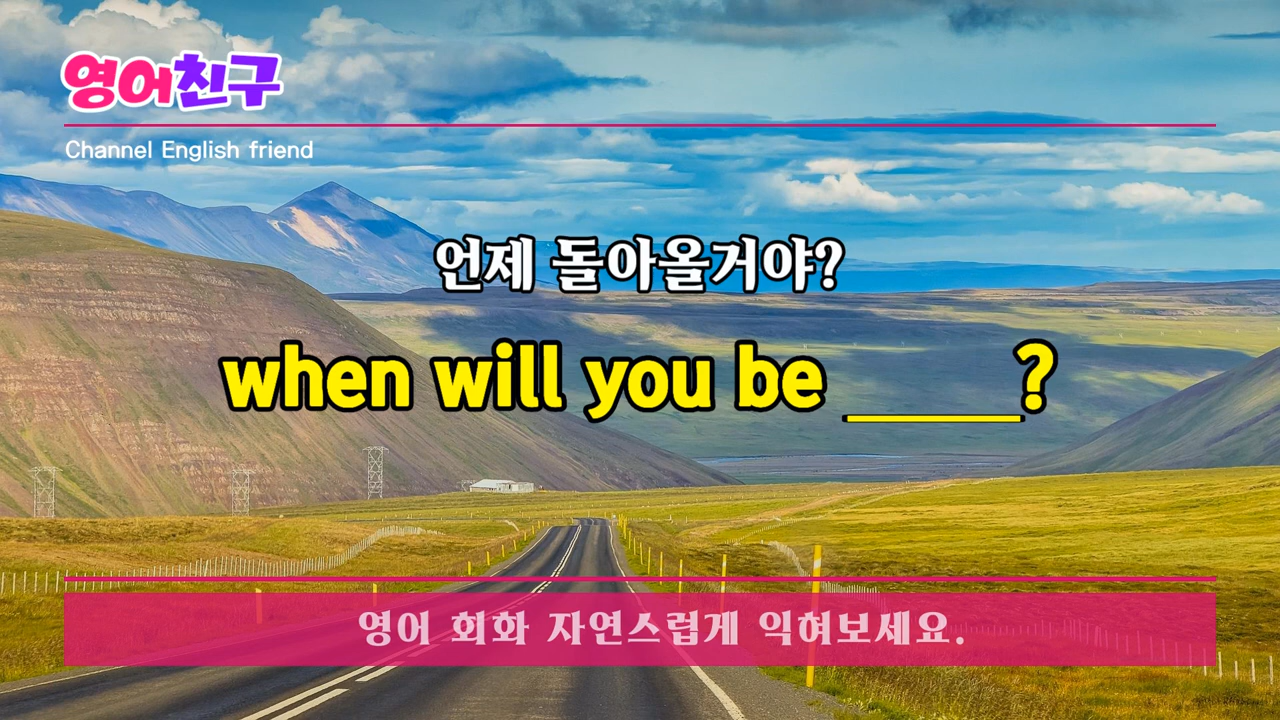 영어친구
Channel English friend
언제 돌아올거야?
when will you be ____?
영어 회화 자연스럽게 익혀보세요.